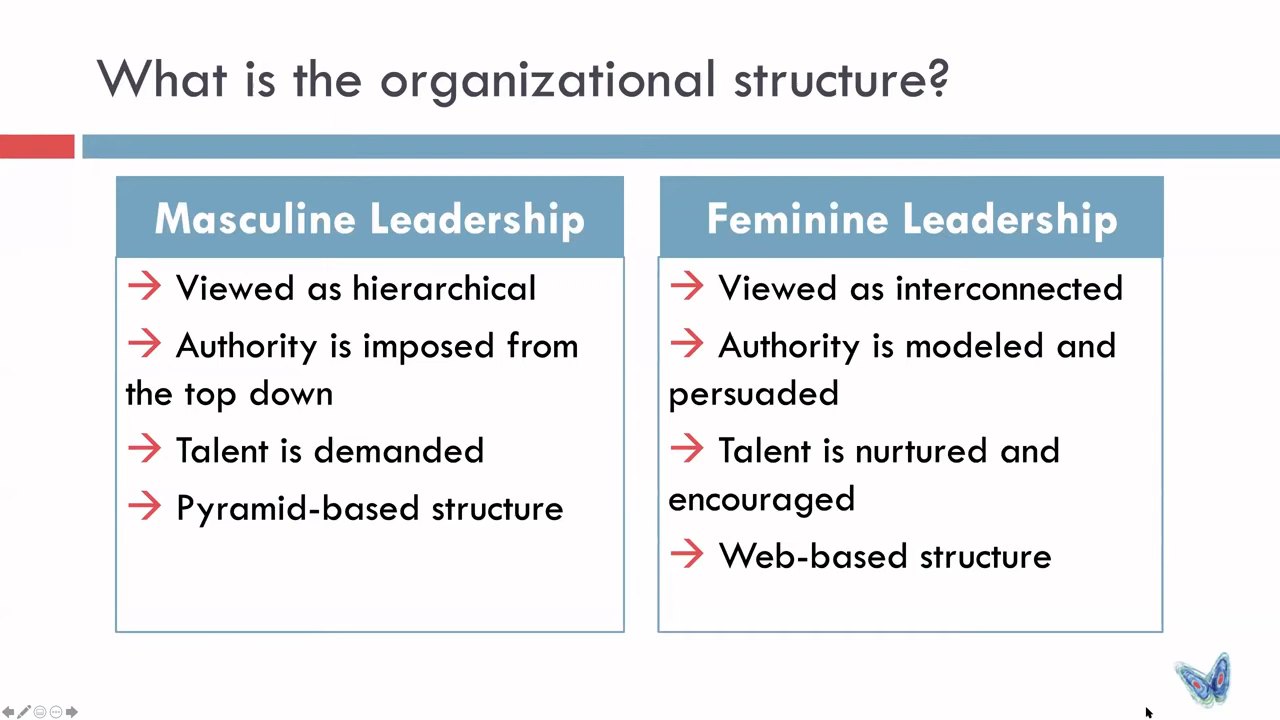 What is the organizational structure?
Masculine Leadership
→ Viewed as hierarchical
→ Authority is imposed from
the top down
→ Talent is demanded
→ Pyramid-based structure
Feminine Leadership
→ Viewed as interconnected
→ Authority is modeled and
persuaded
→ Talent is nurtured and
encouraged
→ Web-based structure